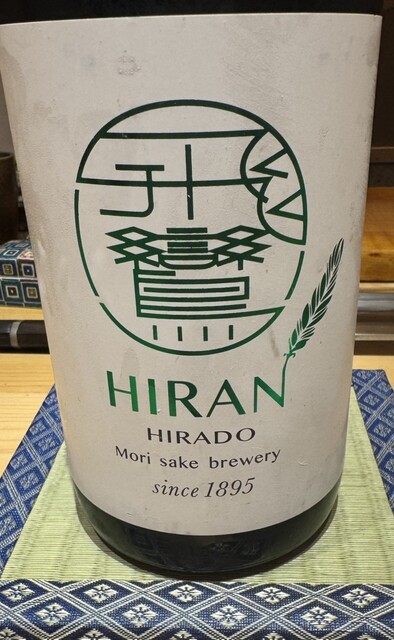 HIRAN
HIRADO
Mori sake brewery
since 1895